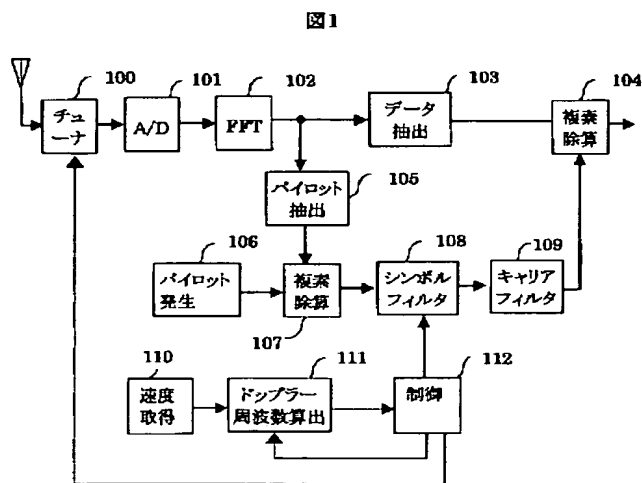 図1
100
101
102
103
104
チュ
ーナ
A/D
FFT
データ
抽出
複素
除算
パイロット
抽出
105
106
パイロット
発生
複素
除算
107
シンボル
フィルタ
108
キャリア
フィルタ
109
110
速度
取得
111
ドップラー
周波数算出
112
制御